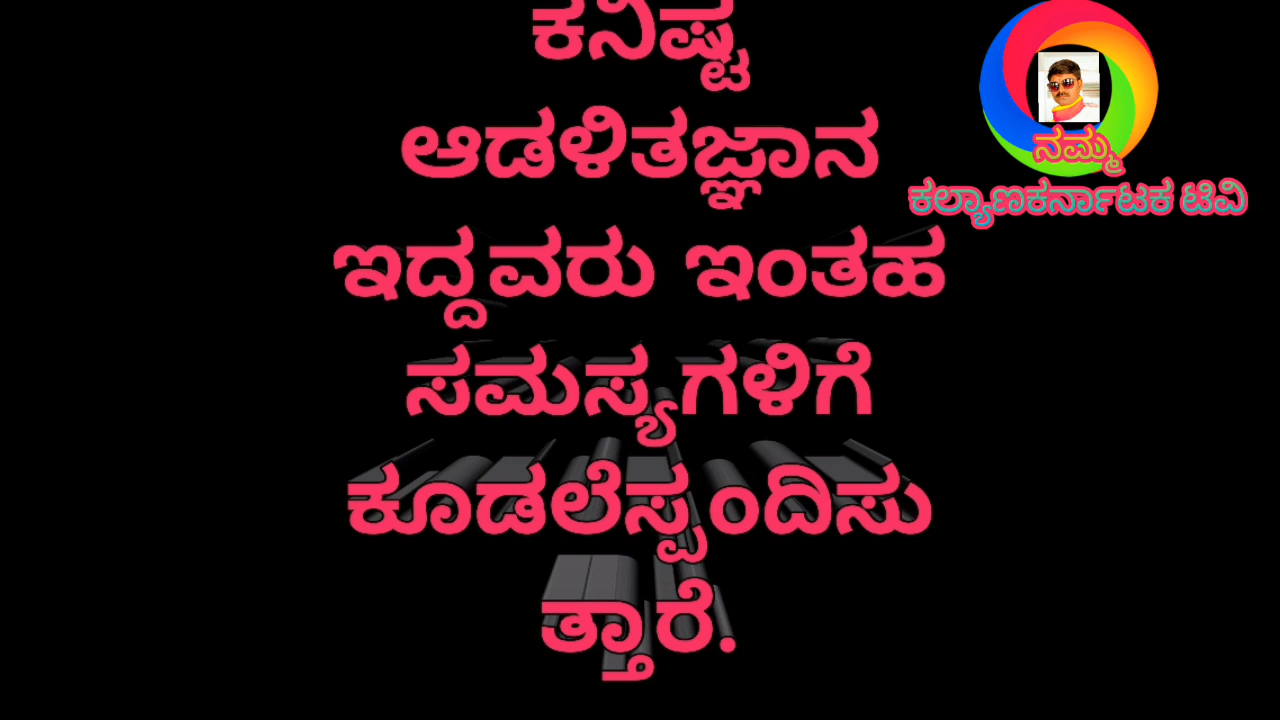 ಕನಿಷ್ಟ
ಆಡಳಿತಜ್ಞಾನ
ಇದ್ದವರು ಇಂತಹ
ಸಮಸ್ಯಗಳಿಗೆ
ಕೂಡಲೆಸ್ಪಂದಿಸು
ತ್ತಾರೆ.
ನಮ್ಮ
ಕಲ್ಯಾಣಕರ್ನಾಟಕ ಟಿವಿ